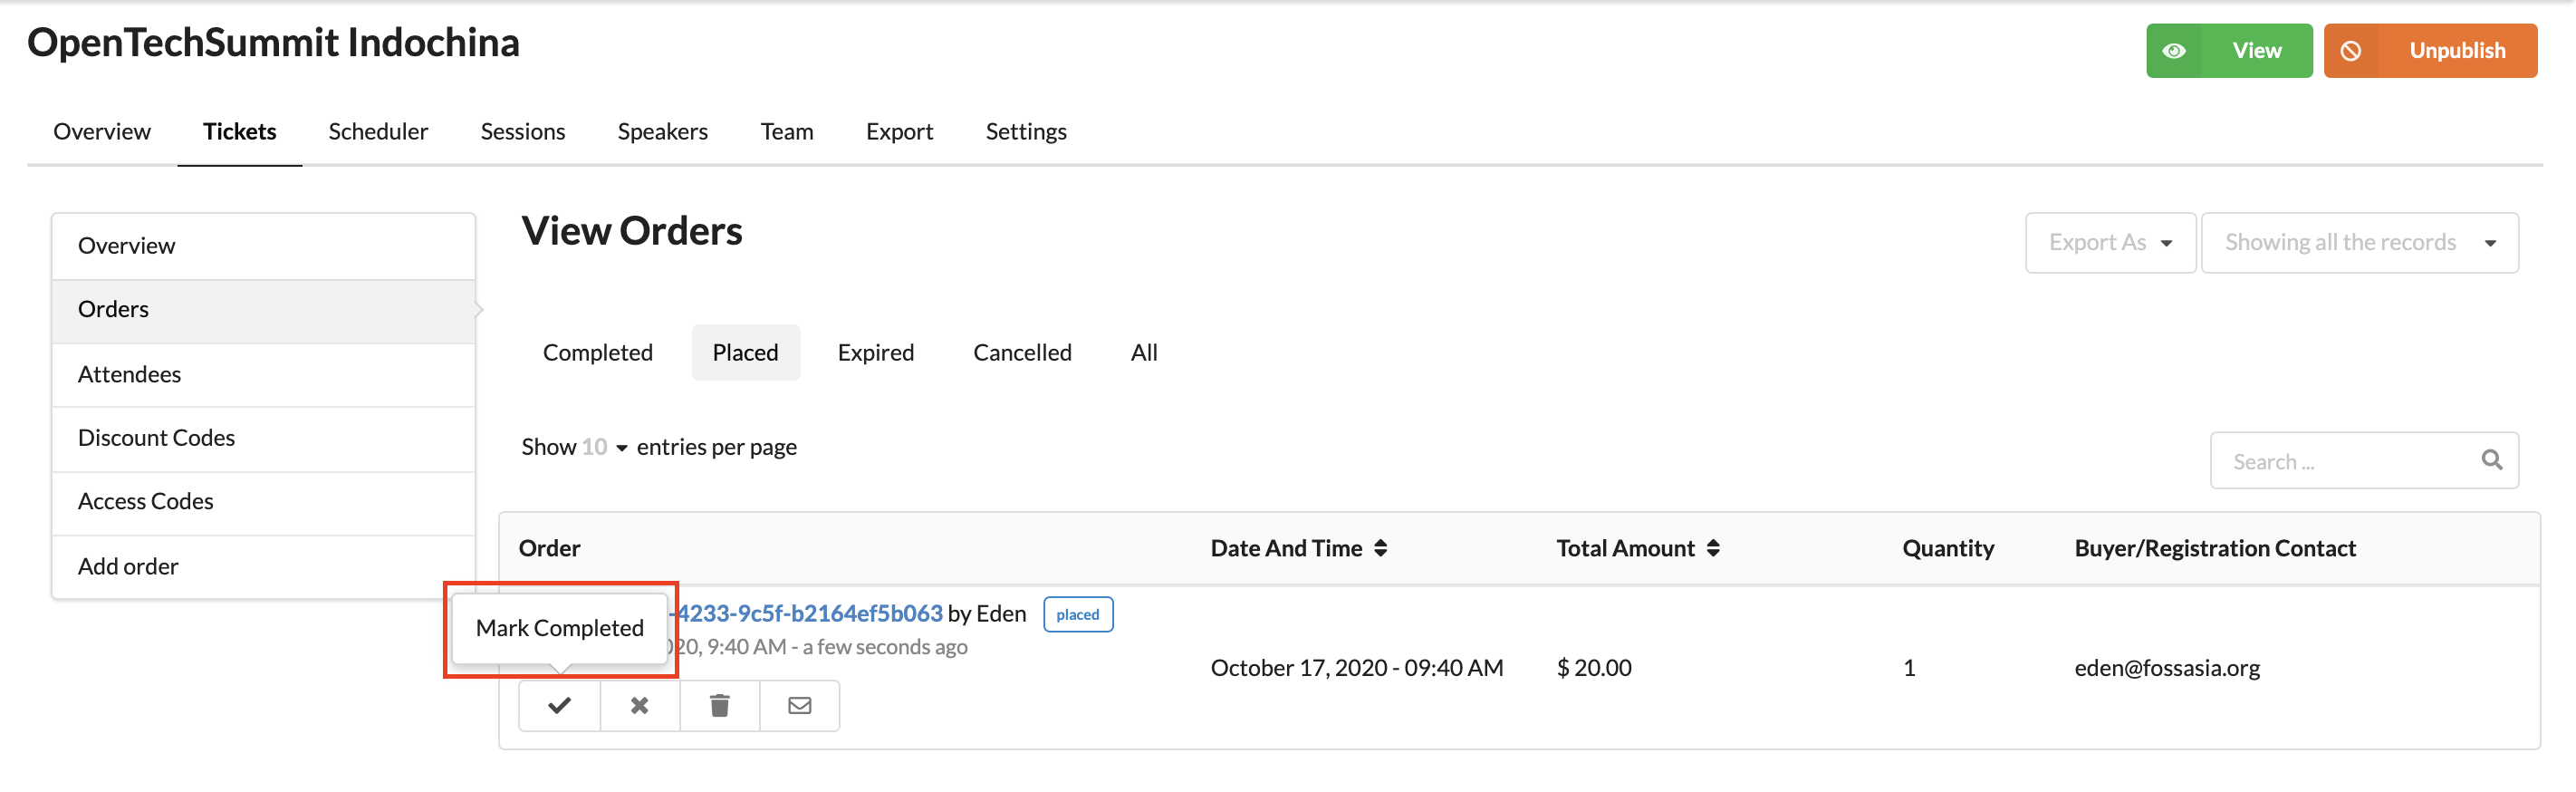 OpenTechSummit Indochina
View
Unpublish
Overview Tickets Scheduler Sessions Speakers Team Export Settings
Overview
Orders
Attendees
Discount Codes
Access Codes
Add order
View Orders
Export As
Showing all the records
Completed Placed Expired Cancelled All
Show 10 entries per page
Search ...
Order Date And Time Total Amount Quantity Buyer/Registration Contact
Mark Completed
-4233-9c5f-b2164ef5b063 by Eden placed
20, 9:40 AM - a few seconds ago
October 17, 2020 - 09:40 AM $ 20.00 1 eden@fossasia.org